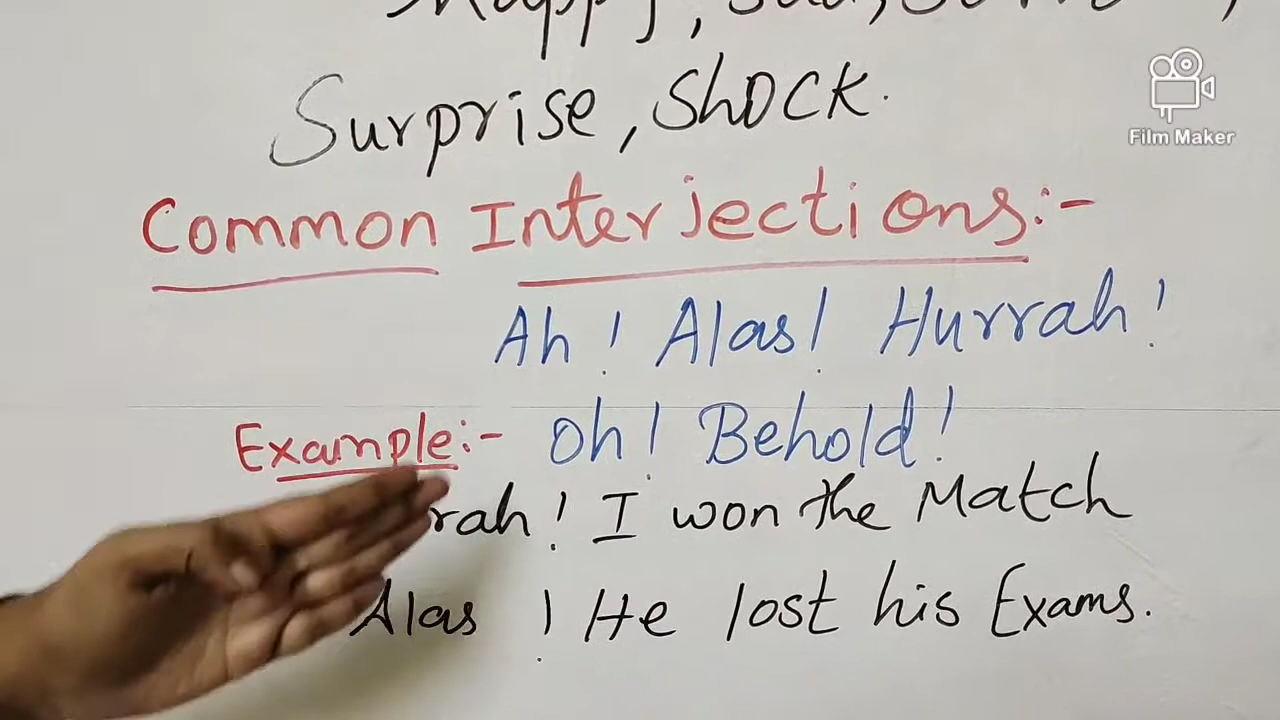 Surprise, Shock.
Film Maker
Common Interjections:-
Ah! Alas! Hurrah!
Example:- Oh! Behold!
rah! I won the Match
Alas ! He lost his Exams.